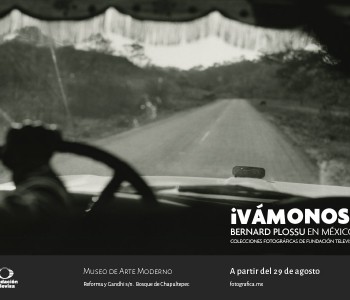 ¡VÁMONOS
BERNARD PLOSSU EN MÉXICO
COLECCIONES FOTOGRÁFICAS DE FUNDACIÓN TELEVI
Museo de Arte Moderno
A partir del 29 de agosto
Reforma y Gandhi s/n. Bosque de Chapultepec
fotografica.mx